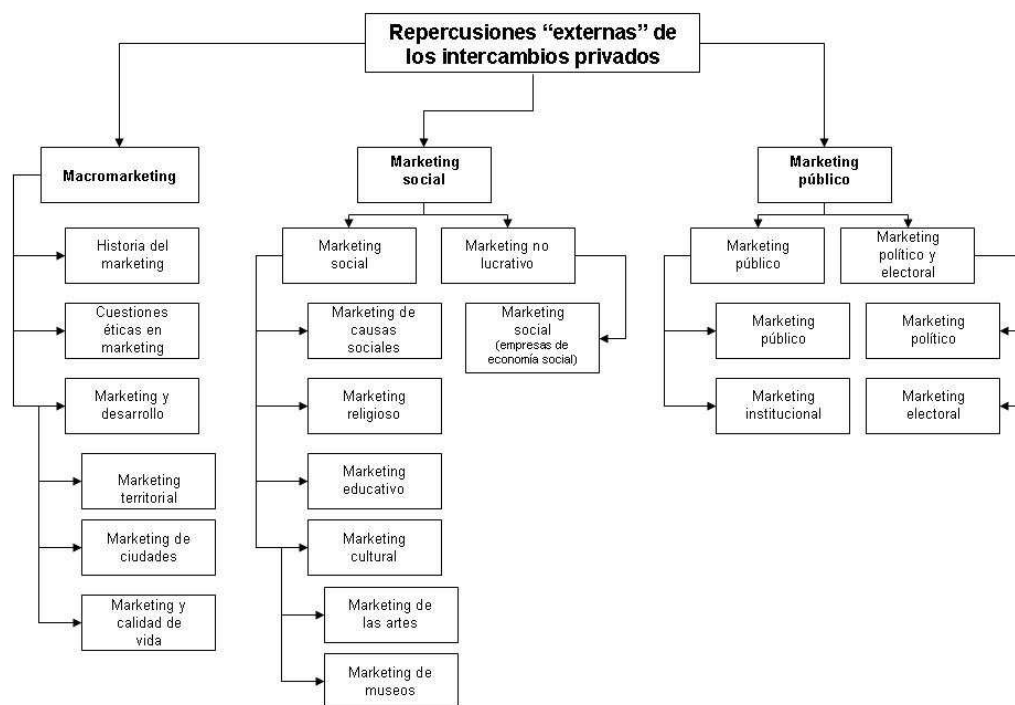 Repercusiones “externas” de
los intercambios privados
Macromarketing
Historia del
marketing
Cuestiones
éticas en
marketing
Marketing y
desarrollo
Marketing
territorial
Marketing de
ciudades
Marketing y
calidad de
vida
Marketing
social
Marketing
social
Marketing de
causas
sociales
Marketing
religioso
Marketing
educativo
Marketing
cultural
Marketing de
las artes
Marketing de
museos
Marketing no
lucrativo
Marketing
social
(empresas de
economía social)
Marketing
público
Marketing
público
Marketing
público
Marketing
institucional
Marketing
político y
electoral
Marketing
político
Marketing
electoral